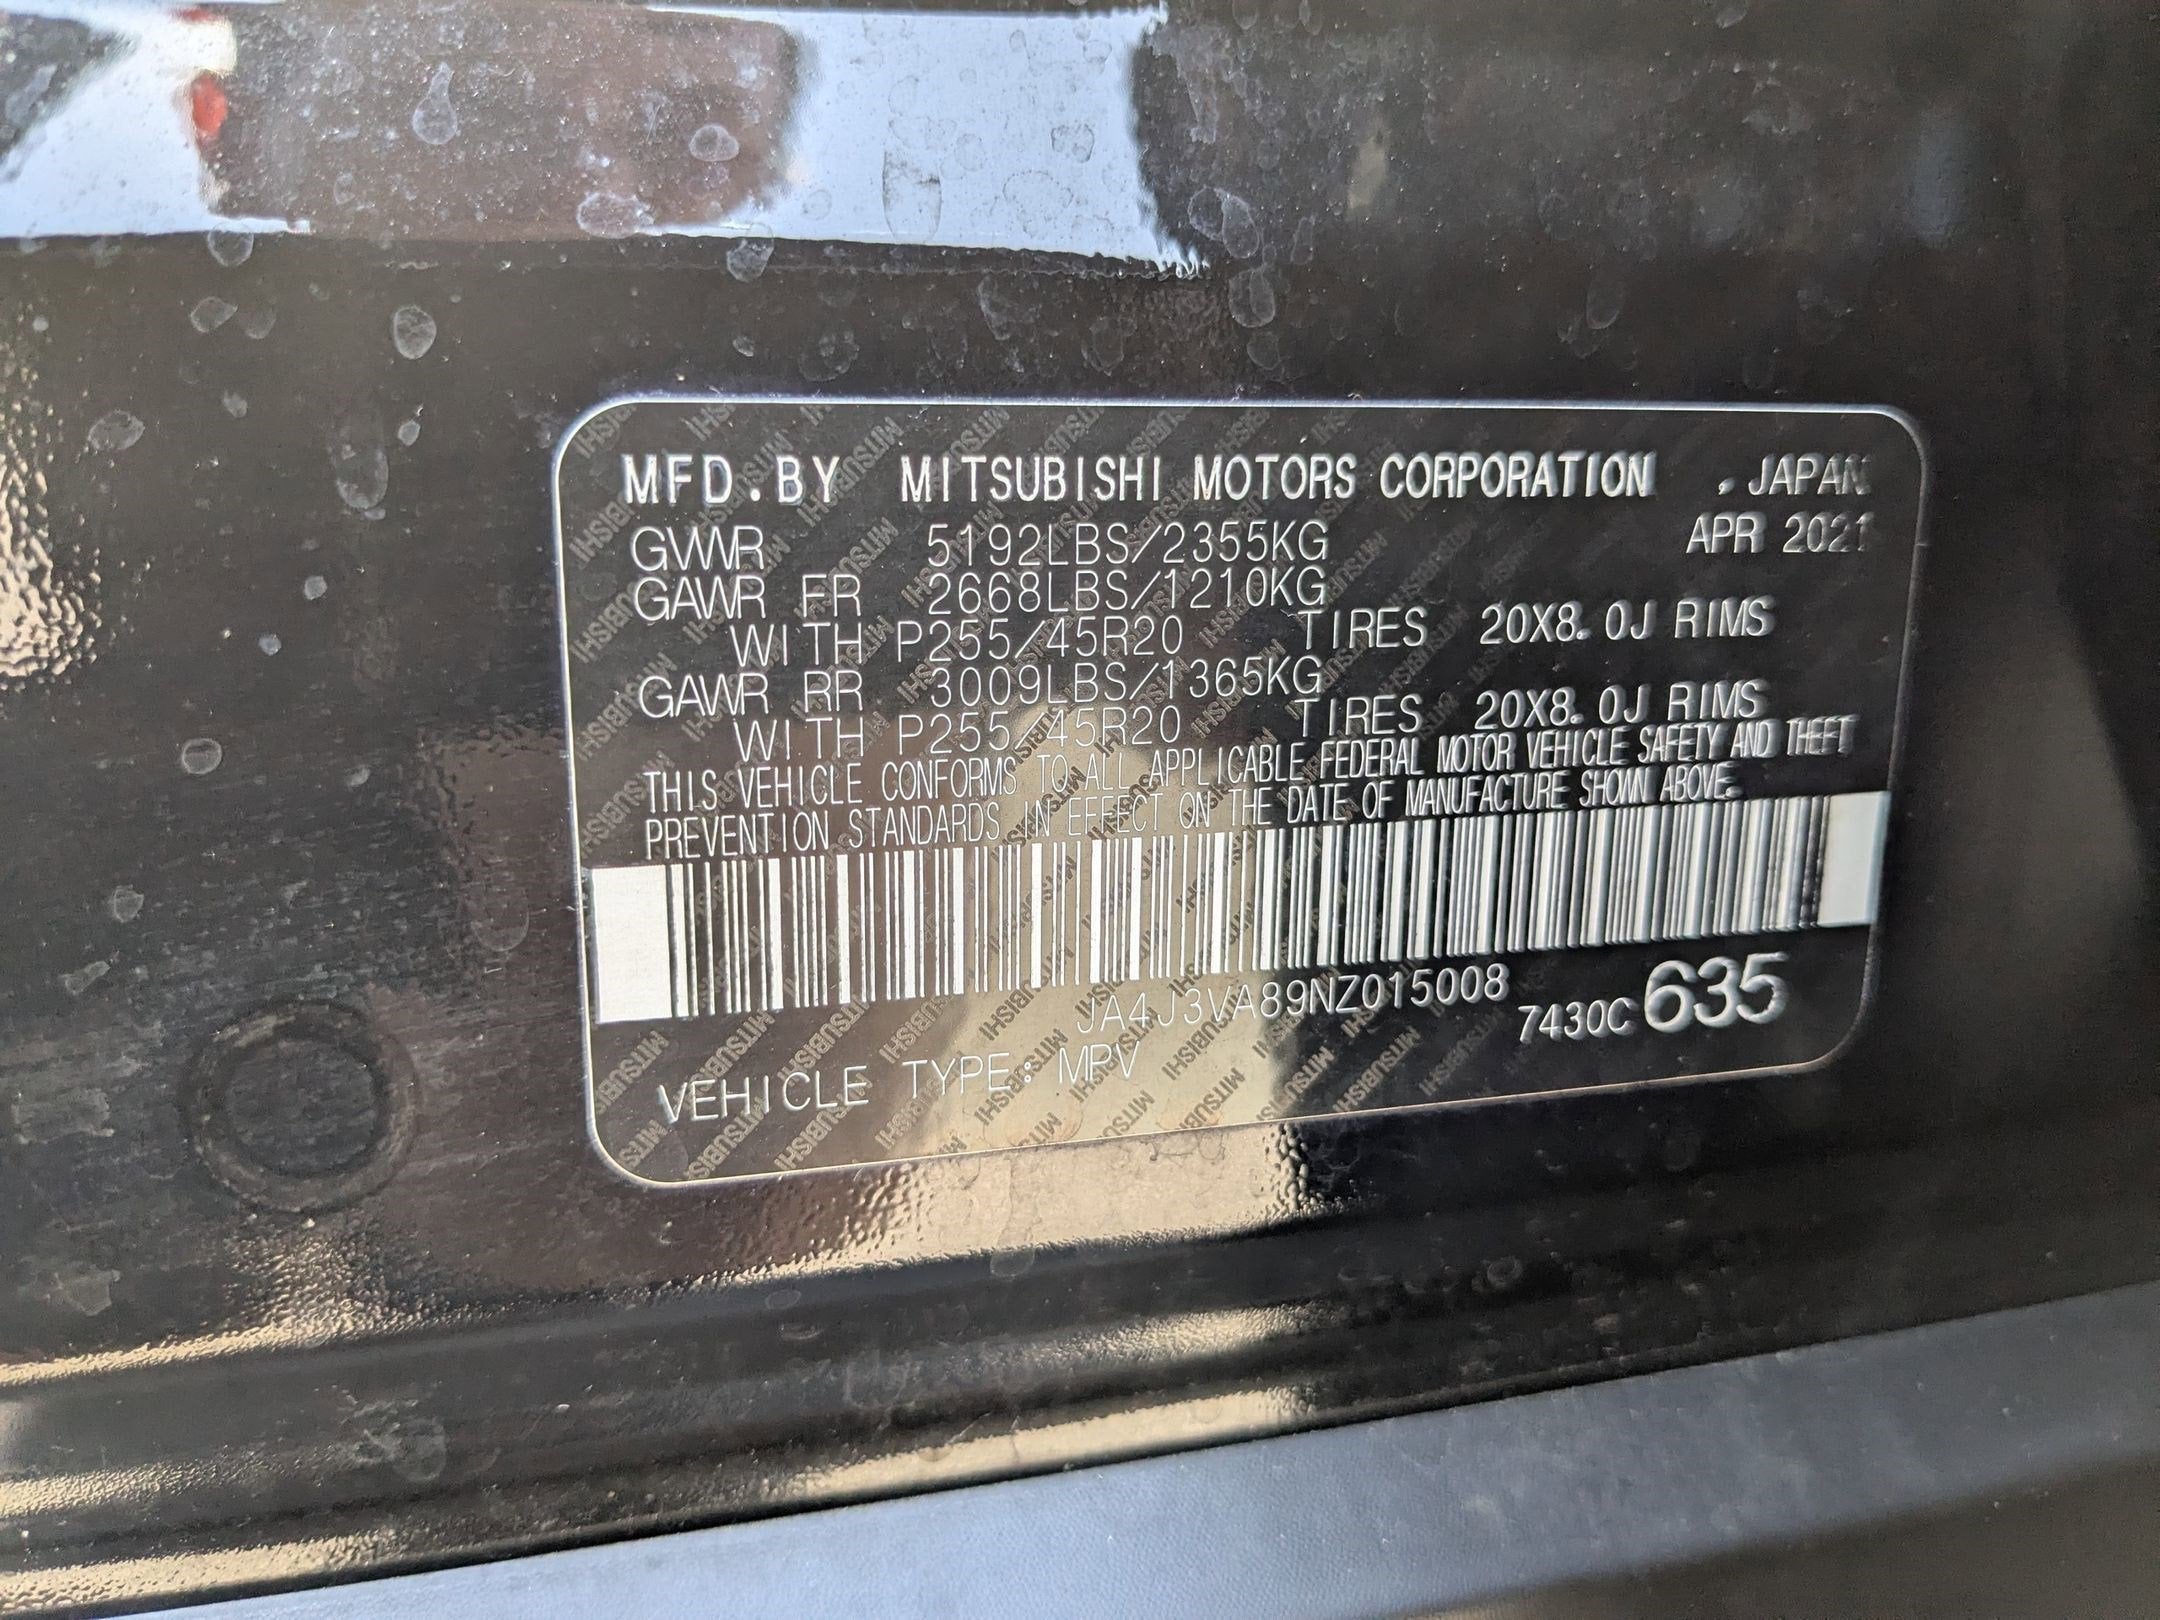 MFD.BY MITSUBISHI MOTORS CORPORATION , JAPAN
APR 2021
GVWR 5192LBS/2355KG
GAWR FR 2668LBS/1210KG
WITH P255/45R20 TIRES 20X8.0J RIMS
GAWR RR 3009LBS/1365KG
WITH P255/45R20 TIRES 20X8.0J RIMS
THIS VEHICLE CONFORMS TO ALL APPLICABLE FEDERAL MOTOR VEHICLE SAFETY AND THEFT
PREVENTION STANDARDS IN EFFECT ON THE DATE OF MANUFACTURE SHOWN ABOVE.
JA4J3VA89NZ015008 7430C 635
VEHICLE TYPE: MPV